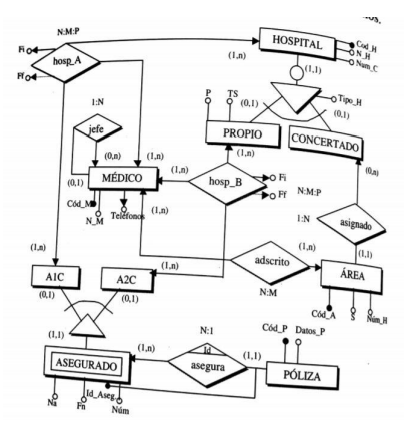 N:M:P
Fi
hosp_A
Ff
(1,n)
HOSPITAL
Cod_H
N_H
Num_C
(1,1)
Tipo_H
P
TS
(0,1)
(0,1)
PROPIO
CONCERTADO
1:N
jefe
(0,n)
(1,n)
(1,n)
(0,n)
(0,1)
MÉDICO
(1,n)
hosp_B
Fi
Ff
N:M:P
Cód_M
N_M
Teléfonos
(1,n)
1:N
asignado
(1,n)
(1,n)
adscrito
(1,n)
(1,1)
A1C
A2C
ÁREA
N:M
(0,1)
(0,1)
Cód_A
S
Núm_H
(1,1)
N:1
Cód_P
Datos_P
ASEGURADO
(1,n)
Id
asegura
(1,1)
PÓLIZA
Id_Aseg
Na
Fn
Núm